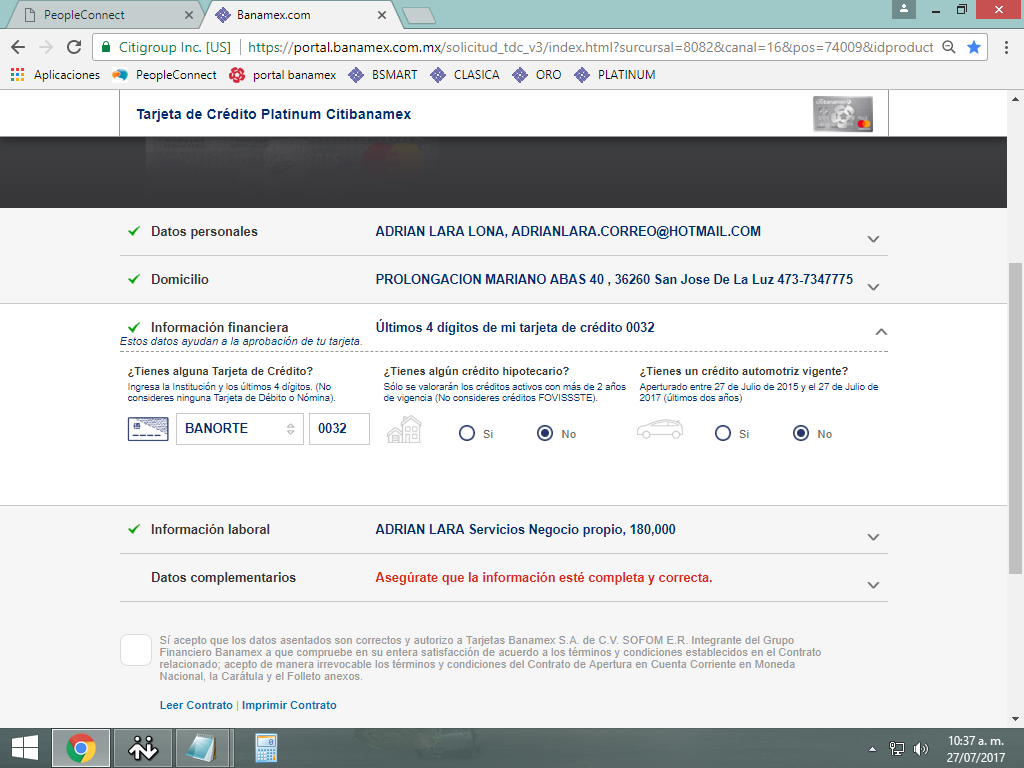 PeopleConnect
Banamex.com
Citigroup Inc. [US]
https://portal.banamex.com.mx/solicitud_tdc_v3/index.html?surcursal=8082&canal=16&pos=74009&idproduct
Aplicaciones
PeopleConnect
portal banamex
BSMART
CLASICA
ORO
PLATINUM
Tarjeta de Crédito Platinum Citibanamex
Datos personales
ADRIAN LARA LONA, ADRIANLARA.CORREO@HOTMAIL.COM
Domicilio
PROLONGACION MARIANO ABAS 40 , 36260 San Jose De La Luz 473-7347775
Información financiera
Últimos 4 dígitos de mi tarjeta de crédito 0032
Estos datos ayudan a la aprobación de tu tarjeta.
¿Tienes alguna Tarjeta de Crédito?
Ingresa la Institución y los últimos 4 dígitos. (No
consideres ninguna Tarjeta de Débito o Nómina).
BANORTE
0032
¿Tienes algún crédito hipotecario?
Sólo se valorarán los créditos activos con más de 2 años
de vigencia (No consideres créditos FOVISSSTE).
Si
No
¿Tienes un crédito automotriz vigente?
Aperturado entre 27 de Julio de 2015 y el 27 de Julio de
2017 (últimos dos años)
Si
No
Información laboral
ADRIAN LARA Servicios Negocio propio, 180,000
Datos complementarios
Asegúrate que la información esté completa y correcta.
Sí acepto que los datos asentados son correctos y autorizo a Tarjetas Banamex S.A. de C.V. SOFOM E.R. Integrante del Grupo
Financiero Banamex a que compruebe en su entera satisfacción de acuerdo a los términos y condiciones establecidos en el Contrato
relacionado; acepto de manera irrevocable los términos y condiciones del Contrato de Apertura en Cuenta Corriente en Moneda
Nacional, la Carátula y el Folleto anexos.
Leer Contrato | Imprimir Contrato
10:37 a. m.
27/07/2017